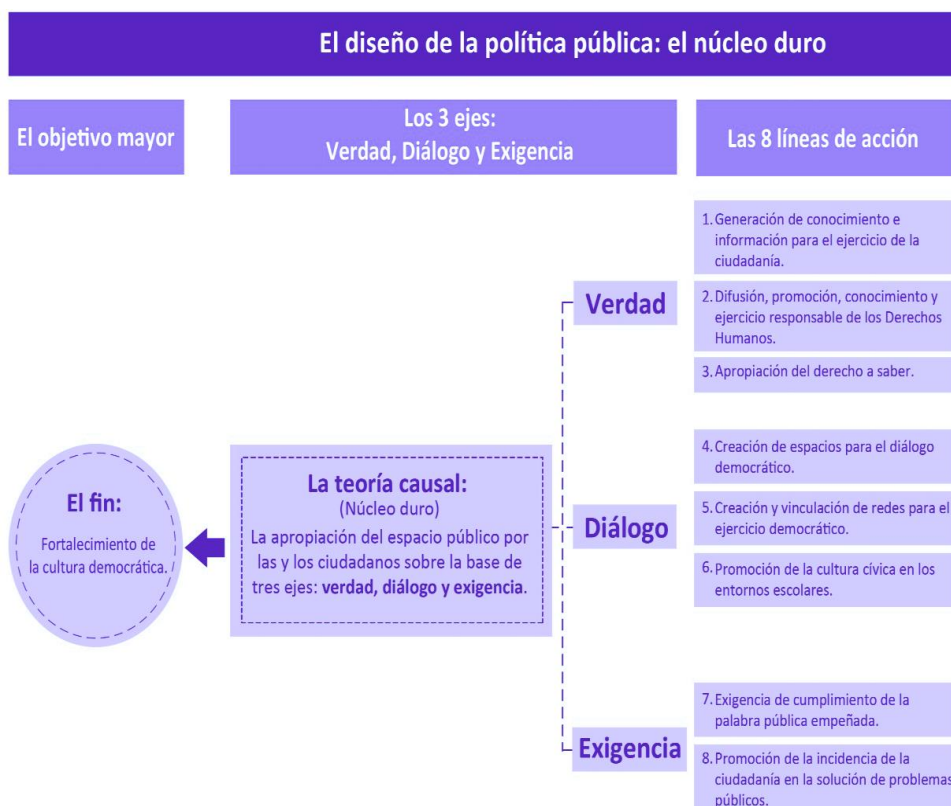 El diseño de la política pública: el núcleo duro
El objetivo mayor
Los 3 ejes:
Verdad, Diálogo y Exigencia
Las 8 líneas de acción
Verdad
1. Generación de conocimiento e
información para el ejercicio de la
ciudadanía.
2. Difusión, promoción, conocimiento y
ejercicio responsable de los Derechos
Humanos.
3. Apropiación del derecho a saber.
El fin:
Fortalecimiento de
la cultura democrática.
La teoría causal:
(Núcleo duro)
La apropiación del espacio público por
las y los ciudadanos sobre la base de
tres ejes: verdad, diálogo y exigencia.
Diálogo
4. Creación de espacios para el diálogo
democrático.
5. Creación y vinculación de redes para el
ejercicio democrático.
6. Promoción de la cultura cívica en los
entornos escolares.
Exigencia
7. Exigencia de cumplimiento de la
palabra pública empeñada.
8. Promoción de la incidencia de la
ciudadanía en la solución de problemas
públicos.